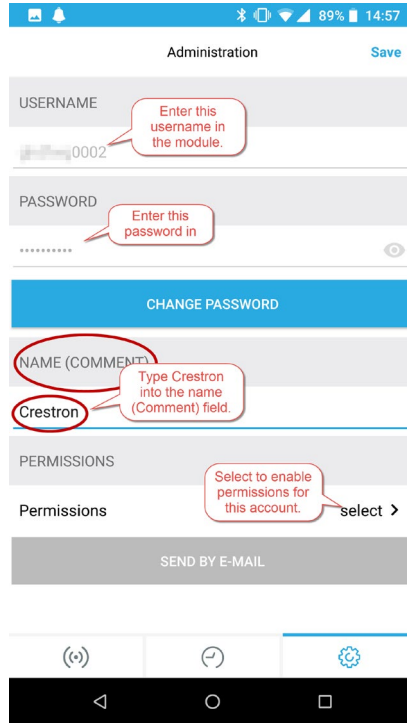 89% 14:57
Administration Save
USERNAME
Enter this
username in
the module.
0002
PASSWORD
Enter this
password in
••••••••••
CHANGE PASSWORD
NAME (COMMENT)
Type Crestron
into the name
(Comment) field.
Crestron
PERMISSIONS
Select to enable
permissions for
this account.
Permissions select >
SEND BY E-MAIL